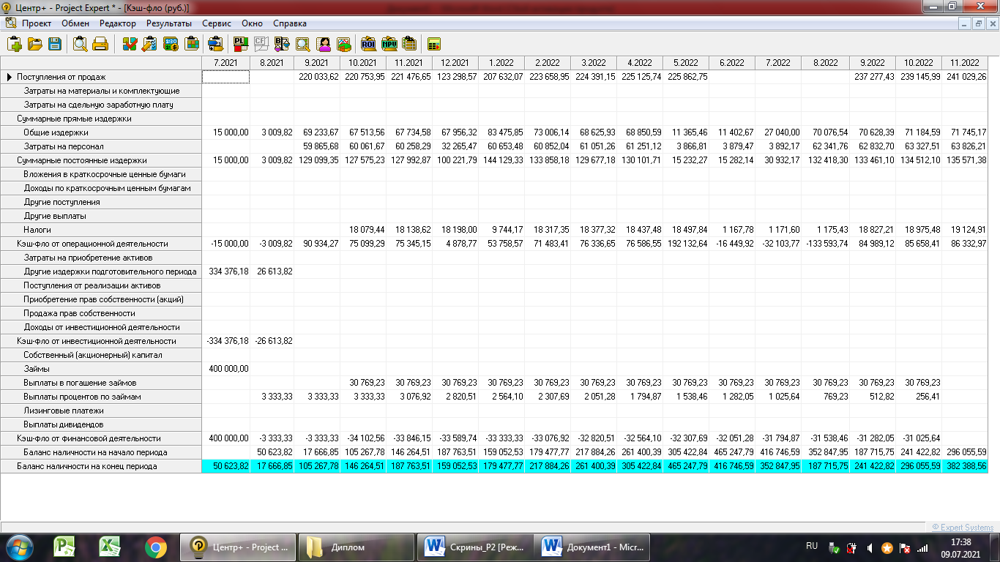 Центр+ - Project Expert * - [Кэш-фло (руб.)]
Проект Обмен Редактор Результаты Сервис Окно Справка
7.2021 8.2021 9.2021 10.2021 11.2021 12.2021 1.2022 2.2022 3.2022 4.2022 5.2022 6.2022 7.2022 8.2022 9.2022 10.2022 11.2022
Поступления от продаж 220 033,62 220 753,95 221 476,65 123 298,57 207 632,07 223 658,95 224 391,15 225 125,74 225 862,75 237 277,43 239 145,99 241 029,26
Затраты на материалы и комплектующие
Затраты на сдельную заработную плату
Суммарные прямые издержки
Общие издержки 15 000,00 3 009,82 69 233,67 67 513,56 67 734,58 67 956,32 83 475,85 73 006,14 68 625,93 68 850,59 11 365,46 11 402,67 27 040,00 70 076,54 70 628,39 71 184,59 71 745,17
Затраты на персонал 59 865,68 60 061,67 60 258,29 32 265,47 60 653,48 60 852,04 61 051,26 61 251,12 3 866,81 3 879,47 3 892,17 62 341,76 62 832,70 63 327,51 63 826,21
Суммарные постоянные издержки 15 000,00 3 009,82 129 099,35 127 575,23 127 992,87 100 221,79 144 129,33 133 858,18 129 677,18 130 101,71 15 232,27 15 282,14 30 932,17 132 418,30 133 461,10 134 512,10 135 571,38
Вложения в краткосрочные ценные бумаги
Доходы по краткосрочным ценным бумагам
Другие поступления
Другие выплаты
Налоги 18 079,44 18 138,62 18 198,00 9 744,17 18 317,35 18 377,32 18 437,48 18 497,84 1 167,78 1 171,60 1 175,43 18 827,21 18 975,48 19 124,91
Кэш-фло от операционной деятельности -15 000,00 -3 009,82 90 934,27 75 099,29 75 345,15 4 878,77 53 758,57 71 483,41 76 336,65 76 586,55 192 132,64 -16 449,92 -32 103,77 -133 593,74 84 989,12 85 658,41 86 332,97
Затраты на приобретение активов
Другие издержки подготовительного периода 334 376,18 26 613,82
Поступления от реализации активов
Приобретение прав собственности (акций)
Продажа прав собственности
Доходы от инвестиционной деятельности
Кэш-фло от инвестиционной деятельности -334 376,18 -26 613,82
Собственный (акционерный) капитал
Займы 400 000,00
Выплаты в погашение займов 30 769,23 30 769,23 30 769,23 30 769,23 30 769,23 30 769,23 30 769,23 30 769,23 30 769,23 30 769,23 30 769,23 30 769,23 30 769,23
Выплаты процентов по займам 3 333,33 3 333,33 3 333,33 3 076,92 2 820,51 2 564,10 2 307,69 2 051,28 1 794,87 1 538,46 1 282,05 1 025,64 769,23 512,82 256,41
Лизинговые платежи
Выплаты дивидендов
Кэш-фло от финансовой деятельности 400 000,00 -3 333,33 -3 333,33 -34 102,56 -33 846,15 -33 589,74 -33 333,33 -33 076,92 -32 820,51 -32 564,10 -32 307,69 -32 051,28 -31 794,87 -31 538,46 -31 282,05 -31 025,64
Баланс наличности на начало периода 50 623,82 17 666,85 105 267,78 146 264,51 187 763,51 159 052,53 179 477,77 217 884,26 261 400,39 305 422,84 465 247,79 416 746,59 352 847,95 187 715,75 241 422,82 296 055,59
Баланс наличности на конец периода 50 623,82 17 666,85 105 267,78 146 264,51 187 763,51 159 052,53 179 477,77 217 884,26 261 400,39 305 422,84 465 247,79 416 746,59 352 847,95 187 715,75 241 422,82 296 055,59 382 388,56
© Expert Systems
Центр+ - Project ... Диплом Скрины_P2 [Реж... Документ1 - Micr... RU 17:38
09.07.2021